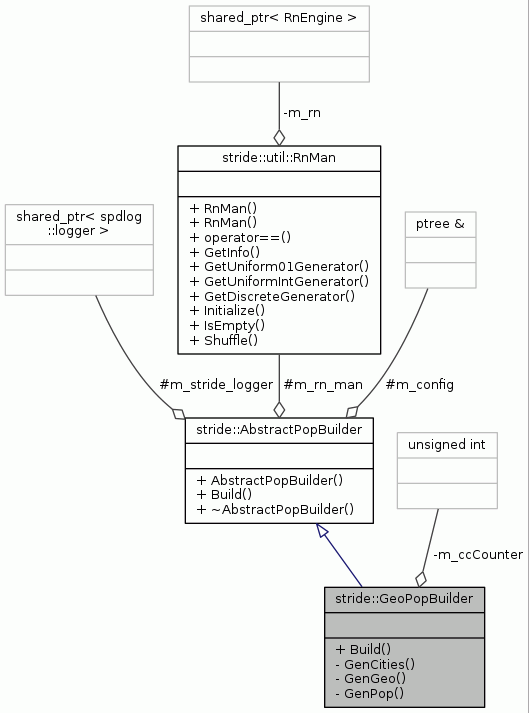 shared_ptr< RnEngine >
-m_rn
stride::util::RnMan
+ RnMan()
+ RnMan()
+ operator==()
+ GetInfo()
+ GetUniform01Generator()
+ GetUniformIntGenerator()
+ GetDiscreteGenerator()
+ Initialize()
+ IsEmpty()
+ Shuffle()
shared_ptr< spdlog
::logger >
ptree &
#m_stride_logger
#m_rn_man
#m_config
stride::AbstractPopBuilder
+ AbstractPopBuilder()
+ Build()
+ ~AbstractPopBuilder()
unsigned int
-m_ccCounter
stride::GeoPopBuilder
+ Build()
- GenCities()
- GenGeo()
- GenPop()